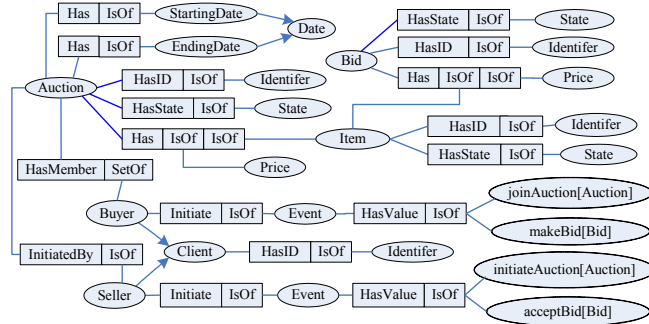 Has IsOf StartingDate
HasState IsOf State
Date
Has IsOf EndingDate
Bid HasID IsOf Identifer
Auction HasID IsOf Identifer
Has IsOf IsOf Price
HasState IsOf State
Has IsOf IsOf Item
HasID IsOf Identifer
HasState IsOf State
HasMember SetOf
Price
joinAuction[Auction]
Buyer Initiate IsOf Event HasValue IsOf
makeBid[Bid]
InitiatedBy IsOf
Client HasID IsOf Identifer
initiateAuction[Auction]
Seller Initiate IsOf Event HasValue IsOf
acceptBid[Bid]